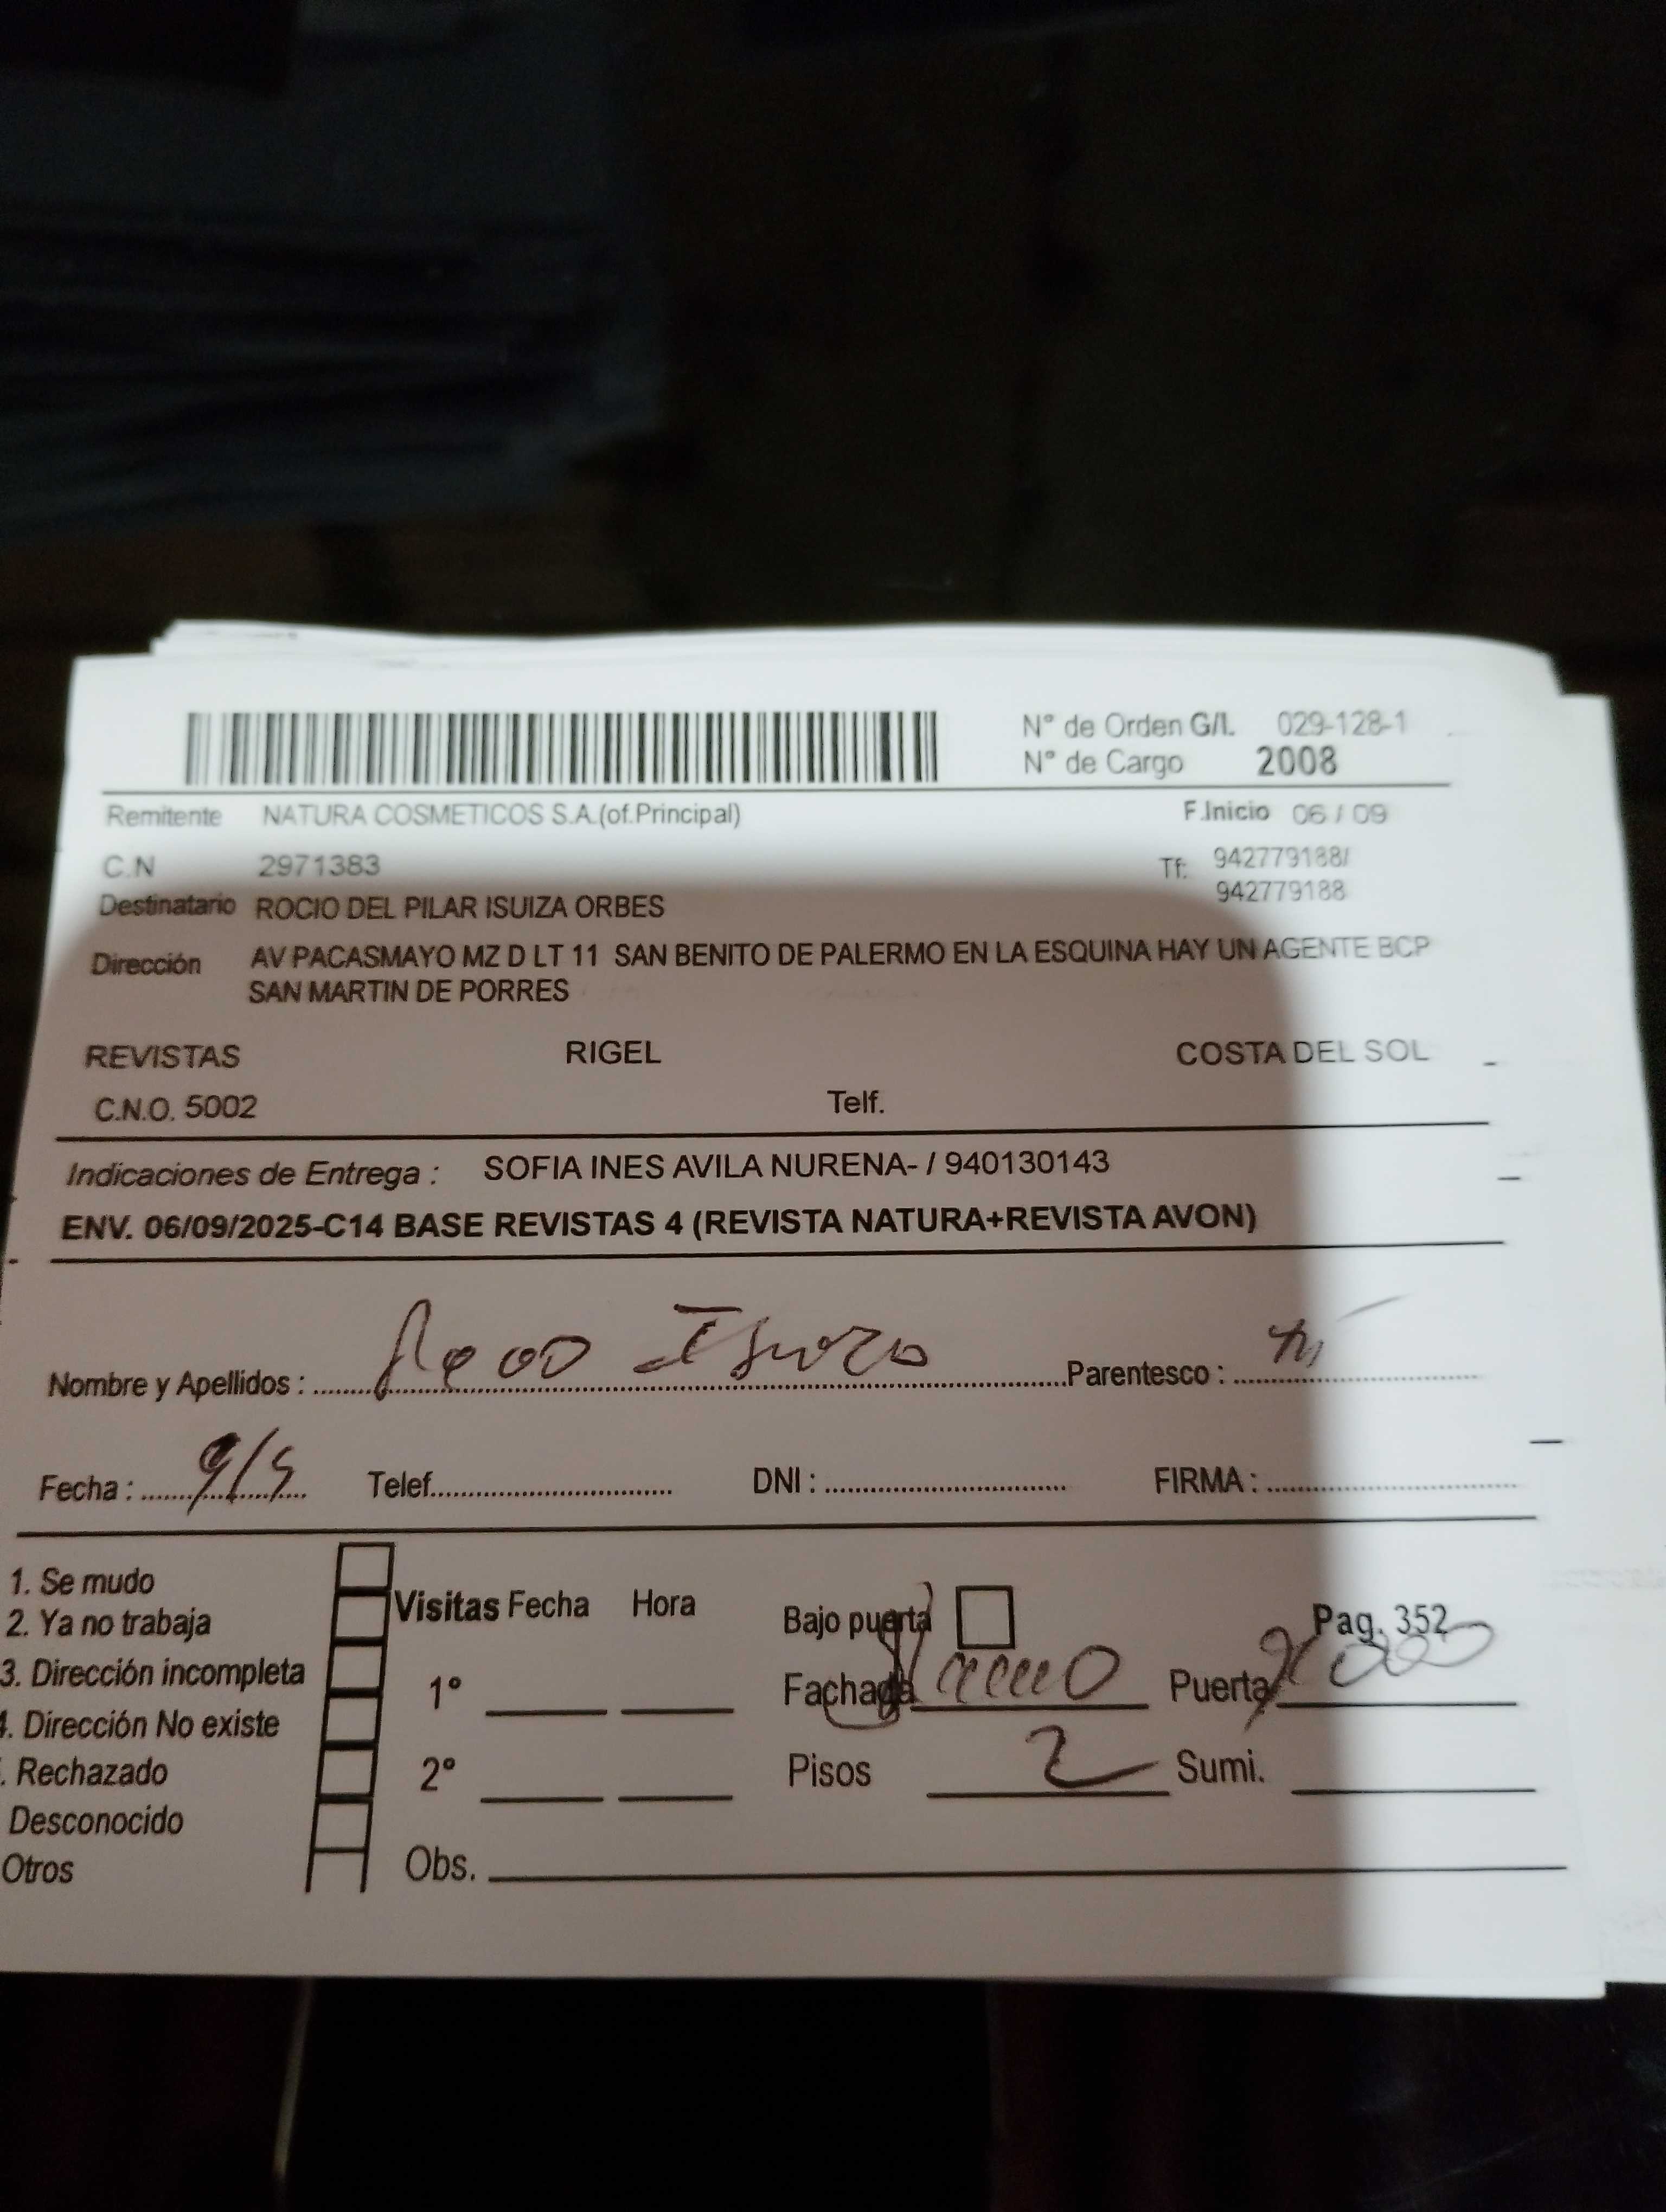 N° de Orden G/L 029-128-1
N° de Cargo 2008
Remitente NATURA COSMETICOS S.A.(of.Principal) F.Inicio 06 / 09
C.N 2971383 Tf: 942779188/
942779188
Destinatario ROCIO DEL PILAR ISUIZA ORBES
Dirección AV PACASMAYO MZ D LT 11 SAN BENITO DE PALERMO EN LA ESQUINA HAY UN AGENTE BCP
SAN MARTIN DE PORRES
REVISTAS RIGEL COSTA DEL SOL
C.N.O. 5002 Telf.
Indicaciones de Entrega : SOFIA INES AVILA NURENA- / 940130143
ENV. 06/09/2025-C14 BASE REVISTAS 4 (REVISTA NATURA+REVISTA AVON)
Nombre y Apellidos : Parentesco :
Fecha : 9/9 Telef. DNI : FIRMA :
1. Se mudo
2. Ya no trabaja
3. Dirección incompleta
4. Dirección No existe
. Rechazado
Desconocido
Otros
Visitas Fecha Hora
1°
2°
Obs.
Bajo puerta Pag. 352
Fachada Puerta
Pisos 2 Sumi.